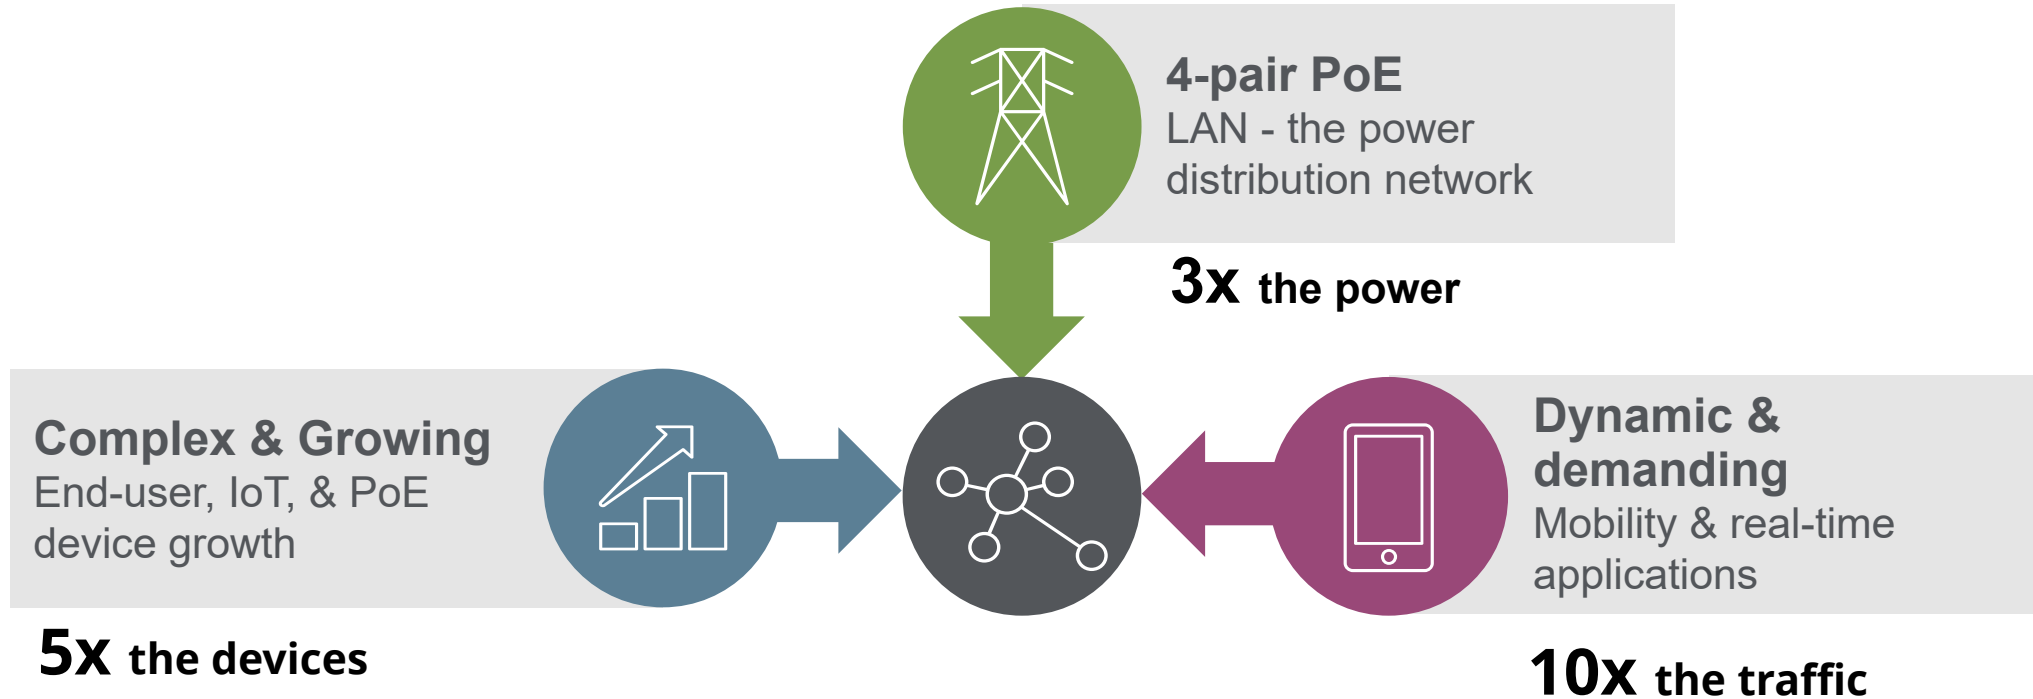 4-pair PoE
LAN - the power
distribution network
3x the power
Complex & Growing
End-user, IoT, & PoE
device growth
5x the devices
Dynamic &
demanding
Mobility & real-time
applications
10x the traffic